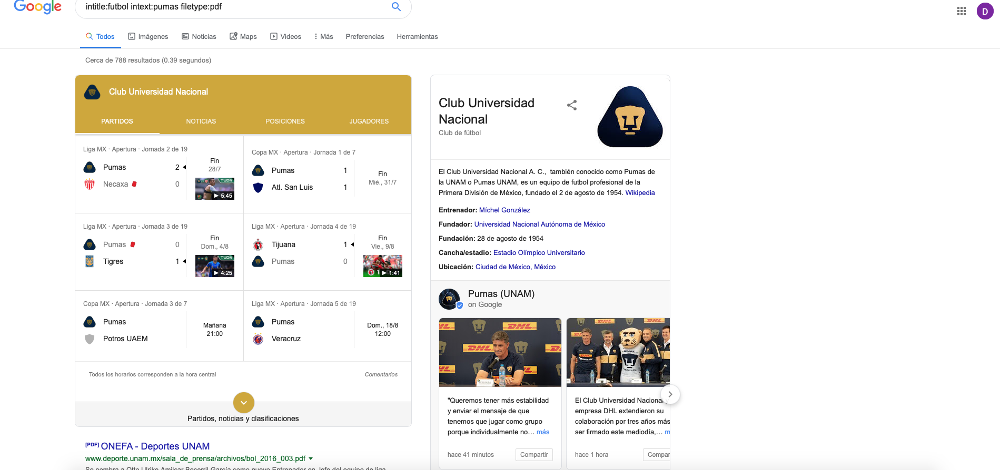 Google
intitle:futbol intext:pumas filetype:pdf
D
Todos
Imágenes
Noticias
Maps
Videos
Más
Preferencias
Herramientas
Cerca de 788 resultados (0.39 segundos)
Club Universidad Nacional
PARTIDOS
NOTICIAS
POSICIONES
JUGADORES
Liga MX · Apertura · Jornada 2 de 19
Pumas 2
Necaxa 0
Fin
28/7
TUDN
5:45
Copa MX · Apertura · Jornada 1 de 7
Pumas 1
Atl. San Luis 1
Fin
Mié., 31/7
Liga MX · Apertura · Jornada 3 de 19
Pumas 0
Tigres 1
Fin
Dom., 4/8
TUDN
4:25
Liga MX · Apertura · Jornada 4 de 19
Tijuana 1
Pumas 0
Fin
Vie., 9/8
1:41
Copa MX · Apertura · Jornada 3 de 7
Pumas
Potros UAEM
Mañana
21:00
Liga MX · Apertura · Jornada 5 de 19
Pumas
Veracruz
Dom., 18/8
12:00
Todos los horarios corresponden a la hora central
Comentarios
Partidos, noticias y clasificaciones
[PDF] ONEFA - Deportes UNAM
www.deporte.unam.mx/sala_de_prensa/archivos/bol_2016_003.pdf
Se nombra a Otto Ulrike Amilcar Becerril García como nuevo Entrenador en Jefe del equipo de liga
Club Universidad
Nacional
Club de fútbol
El Club Universidad Nacional A. C., también conocido como Pumas de
la UNAM o Pumas UNAM, es un equipo de futbol profesional de la
Primera División de México, fundado el 2 de agosto de 1954. Wikipedia
Entrenador: Míchel González
Fundador: Universidad Nacional Autónoma de México
Fundación: 28 de agosto de 1954
Cancha/estadio: Estadio Olímpico Universitario
Ubicación: Ciudad de México, México
Pumas (UNAM)
on Google
DHL
DHL
DHL
DHL
DHL
"Queremos tener más estabilidad
y enviar el mensaje de que
tenemos que jugar como grupo
porque individualmente no… más
hace 41 minutos
Compartir
El Club Universidad Nacional y
empresa DHL extendieron su
colaboración por tres años más
ser firmado este mediodía,… m
hace 1 hora
Compar